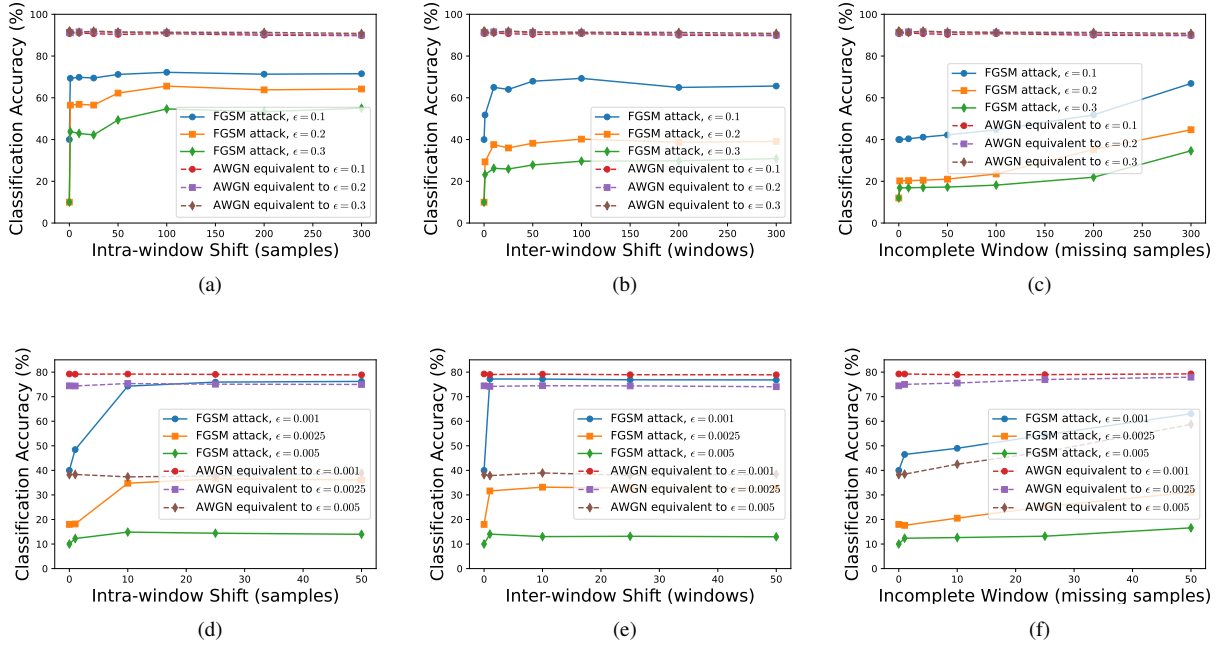 Classification Accuracy (%)
100
80
60
40
20
0
FGSM attack, ϵ = 0.1
FGSM attack, ϵ = 0.2
FGSM attack, ϵ = 0.3
AWGN equivalent to ϵ = 0.1
AWGN equivalent to ϵ = 0.2
AWGN equivalent to ϵ = 0.3
0 50 100 150 200 250 300
Intra-window Shift (samples)
(a)
Classification Accuracy (%)
100
80
60
40
20
0
FGSM attack, ϵ = 0.1
FGSM attack, ϵ = 0.2
FGSM attack, ϵ = 0.3
AWGN equivalent to ϵ = 0.1
AWGN equivalent to ϵ = 0.2
AWGN equivalent to ϵ = 0.3
0 50 100 150 200 250 300
Inter-window Shift (windows)
(b)
Classification Accuracy (%)
100
80
60
40
20
0
FGSM attack, ϵ = 0.1
FGSM attack, ϵ = 0.2
FGSM attack, ϵ = 0.3
AWGN equivalent to ϵ = 0.1
AWGN equivalent to ϵ = 0.2
AWGN equivalent to ϵ = 0.3
0 50 100 150 200 250 300
Incomplete Window (missing samples)
(c)
Classification Accuracy (%)
80
70
60
50
40
30
20
10
0
FGSM attack, ϵ = 0.001
FGSM attack, ϵ = 0.0025
FGSM attack, ϵ = 0.005
AWGN equivalent to ϵ = 0.001
AWGN equivalent to ϵ = 0.0025
AWGN equivalent to ϵ = 0.005
0 10 20 30 40 50
Intra-window Shift (samples)
(d)
Classification Accuracy (%)
80
70
60
50
40
30
20
10
0
FGSM attack, ϵ = 0.001
FGSM attack, ϵ = 0.0025
FGSM attack, ϵ = 0.005
AWGN equivalent to ϵ = 0.001
AWGN equivalent to ϵ = 0.0025
AWGN equivalent to ϵ = 0.005
0 10 20 30 40 50
Inter-window Shift (windows)
(e)
Classification Accuracy (%)
80
70
60
50
40
30
20
10
0
FGSM attack, ϵ = 0.001
FGSM attack, ϵ = 0.0025
FGSM attack, ϵ = 0.005
AWGN equivalent to ϵ = 0.001
AWGN equivalent to ϵ = 0.0025
AWGN equivalent to ϵ = 0.005
0 10 20 30 40 50
Incomplete Window (missing samples)
(f)